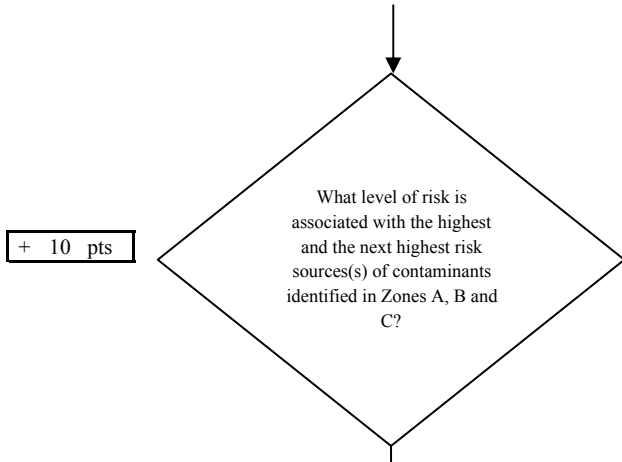 What level of risk is
associated with the highest
and the next highest risk
sources(s) of contaminants
identified in Zones A, B and
C?
+ 10 pts